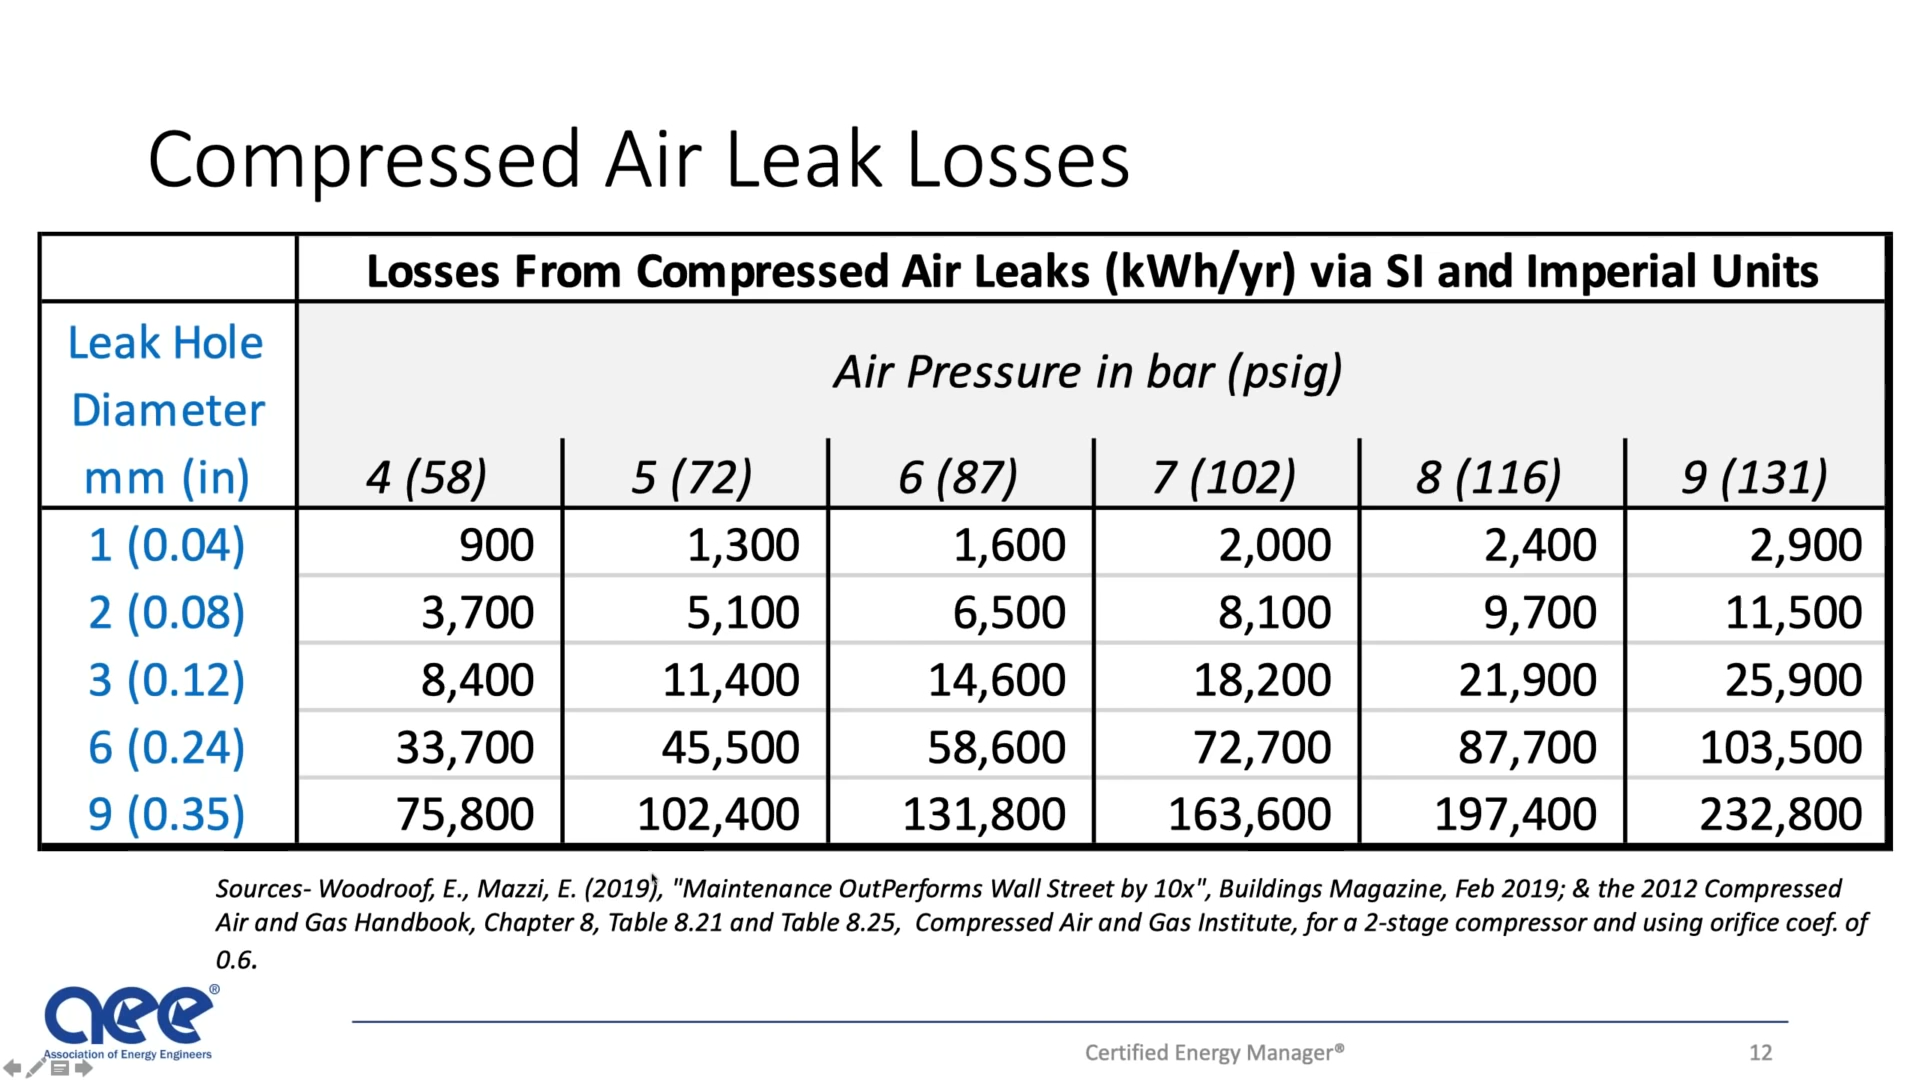 Compressed Air Leak Losses
Losses From Compressed Air Leaks (kWh/yr) via SI and Imperial Units
Leak Hole
Diameter
mm (in)
Air Pressure in bar (psig)
4 (58) 5 (72) 6 (87) 7 (102) 8 (116) 9 (131)
1 (0.04) 900 1,300 1,600 2,000 2,400 2,900
2 (0.08) 3,700 5,100 6,500 8,100 9,700 11,500
3 (0.12) 8,400 11,400 14,600 18,200 21,900 25,900
6 (0.24) 33,700 45,500 58,600 72,700 87,700 103,500
9 (0.35) 75,800 102,400 131,800 163,600 197,400 232,800
Sources- Woodroof, E., Mazzi, E. (2019), "Maintenance OutPerforms Wall Street by 10x", Buildings Magazine, Feb 2019; & the 2012 Compressed
Air and Gas Handbook, Chapter 8, Table 8.21 and Table 8.25, Compressed Air and Gas Institute, for a 2-stage compressor and using orifice coef. of
0.6.
aee®
Association of Energy Engineers
Certified Energy Manager®
12